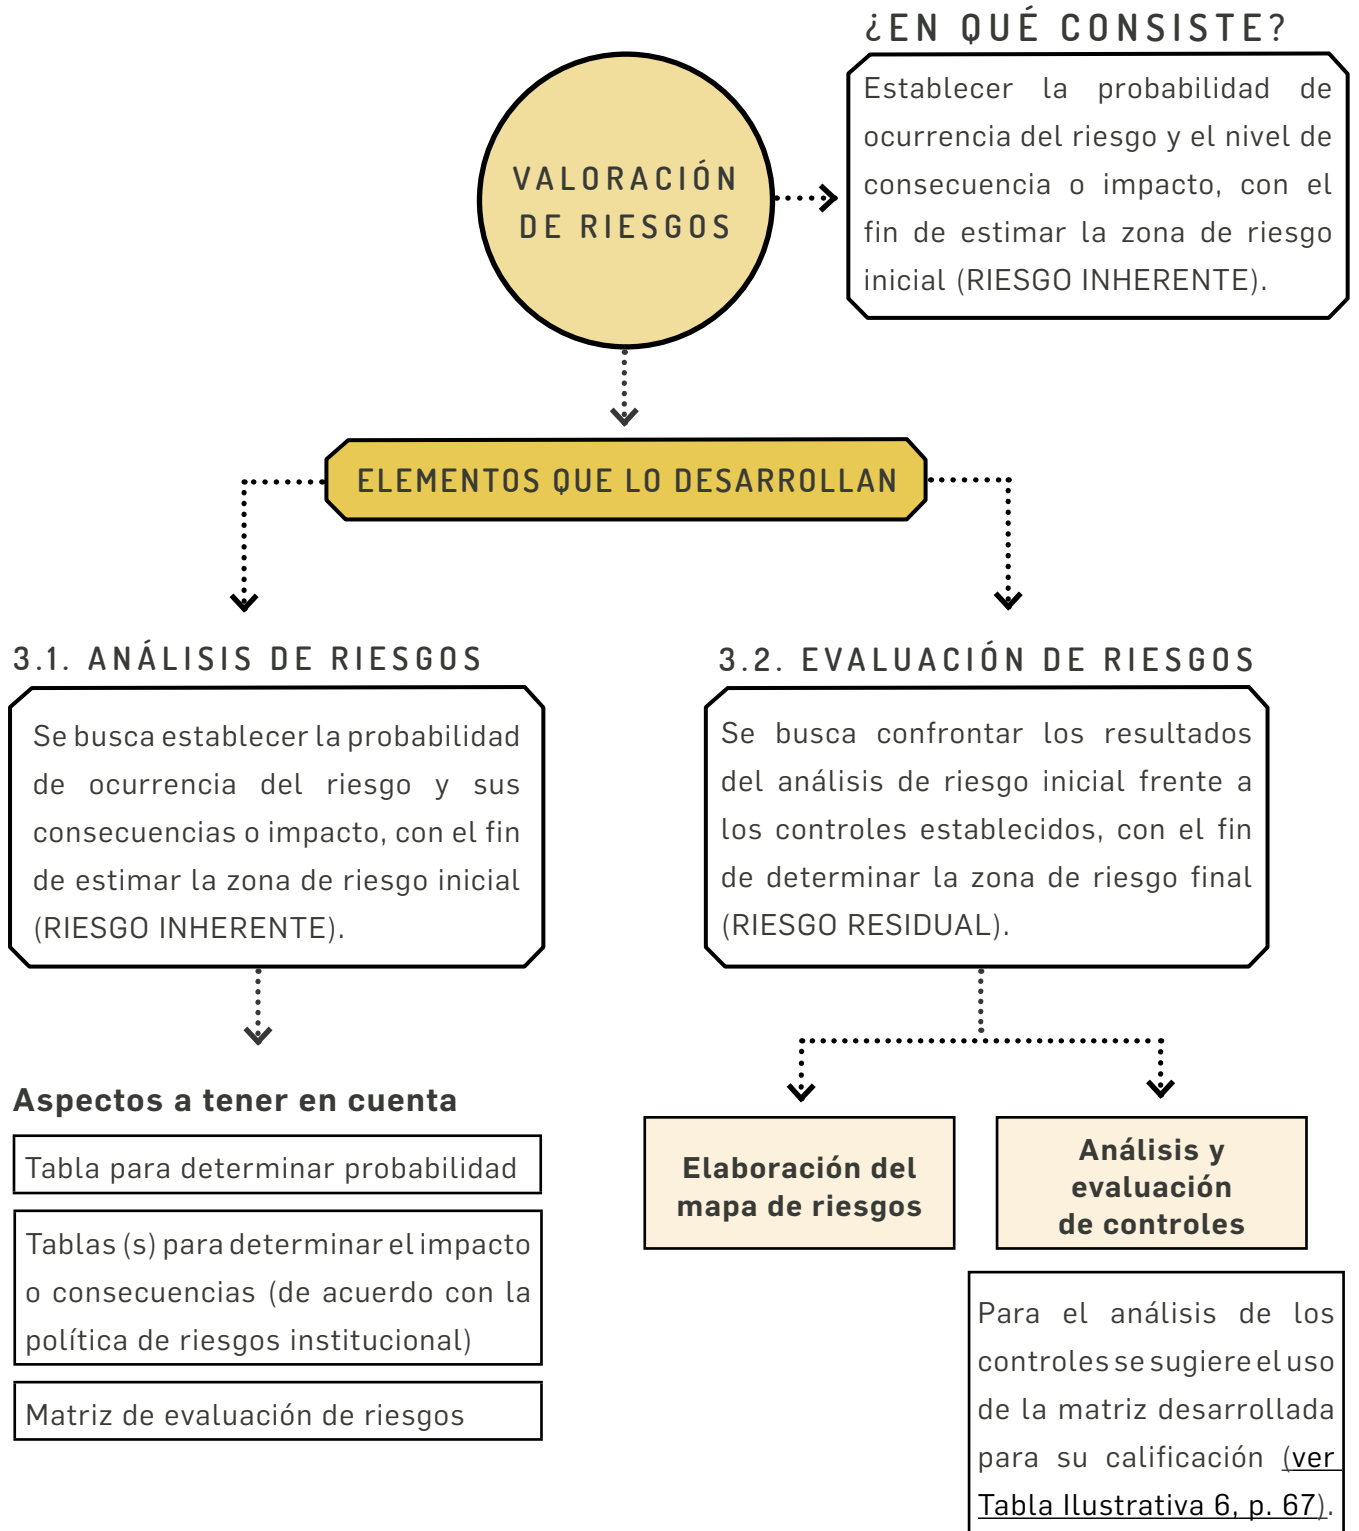 ¿EN QUÉ CONSISTE?
Establecer la probabilidad de
ocurrencia del riesgo y el nivel de
consecuencia o impacto, con el
fin de estimar la zona de riesgo
inicial (RIESGO INHERENTE).
VALORACIÓN
DE RIESGOS
ELEMENTOS QUE LO DESARROLLAN
3.1. ANÁLISIS DE RIESGOS
Se busca establecer la probabilidad
de ocurrencia del riesgo y sus
consecuencias o impacto, con el fin
de estimar la zona de riesgo inicial
(RIESGO INHERENTE).
Aspectos a tener en cuenta
Tabla para determinar probabilidad
Tablas (s) para determinar el impacto
o consecuencias (de acuerdo con la
política de riesgos institucional)
Matriz de evaluación de riesgos
3.2. EVALUACIÓN DE RIESGOS
Se busca confrontar los resultados
del análisis de riesgo inicial frente a
los controles establecidos, con el fin
de determinar la zona de riesgo final
(RIESGO RESIDUAL).
Elaboración del
mapa de riesgos
Análisis y
evaluación
de controles
Para el análisis de los
controles se sugiere el uso
de la matriz desarrollada
para su calificación (ver
Tabla Ilustrativa 6, p. 67).